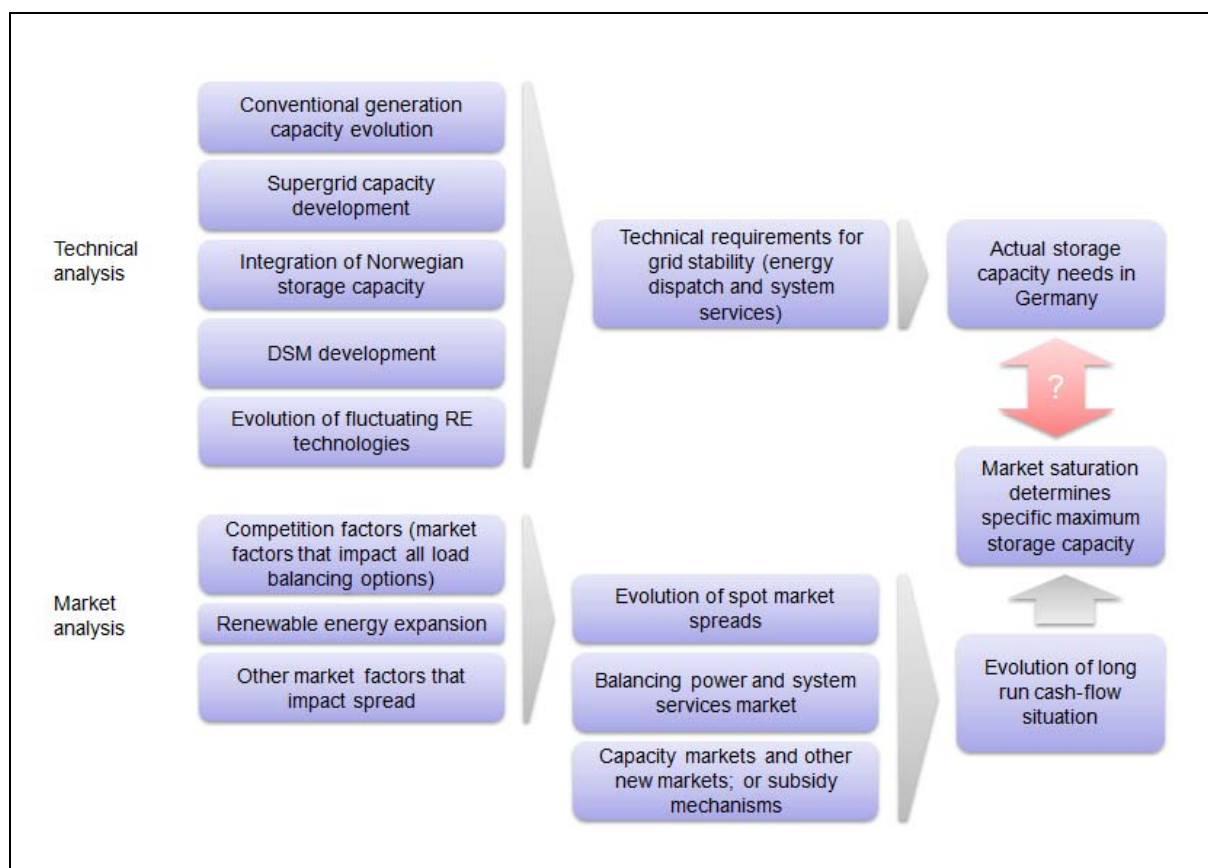 Technical
analysis
Conventional generation
capacity evolution
Supergrid capacity
development
Integration of Norwegian
storage capacity
DSM development
Evolution of fluctuating RE
technologies
Technical requirements for
grid stability (energy
dispatch and system
services)
Actual storage
capacity needs in
Germany
?
Market saturation
determines
specific maximum
storage capacity
Market
analysis
Competition factors (market
factors that impact all load
balancing options)
Renewable energy expansion
Other market factors that
impact spread
Evolution of spot market
spreads
Balancing power and system
services market
Capacity markets and other
new markets; or subsidy
mechanisms
Evolution of long
run cash-flow
situation